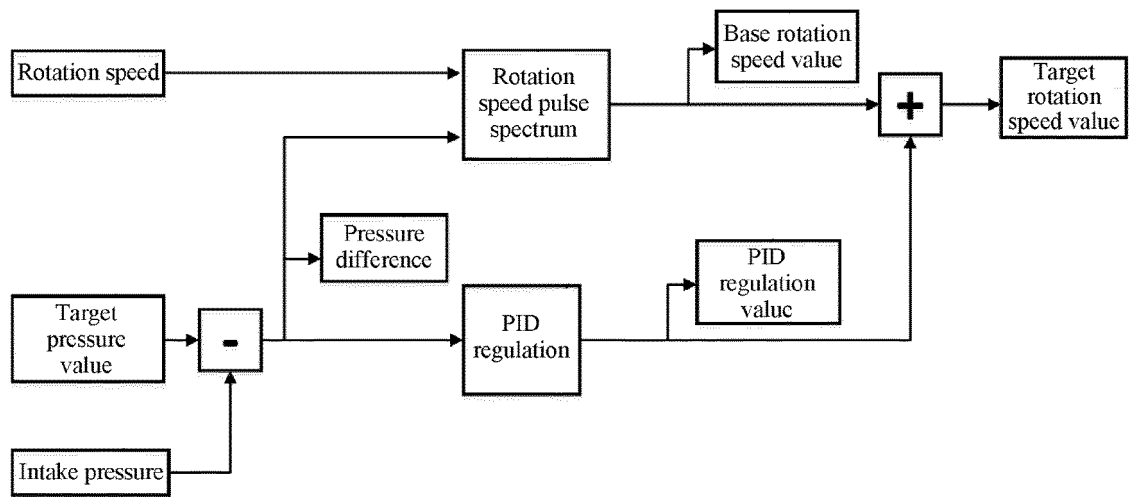 Rotation speed
Rotation
speed pulse
spectrum
Base rotation
speed value
+
Target
rotation
speed value
Pressure
difference
Target
pressure
value
-
PID
regulation
PID
regulation
value
Intake pressure